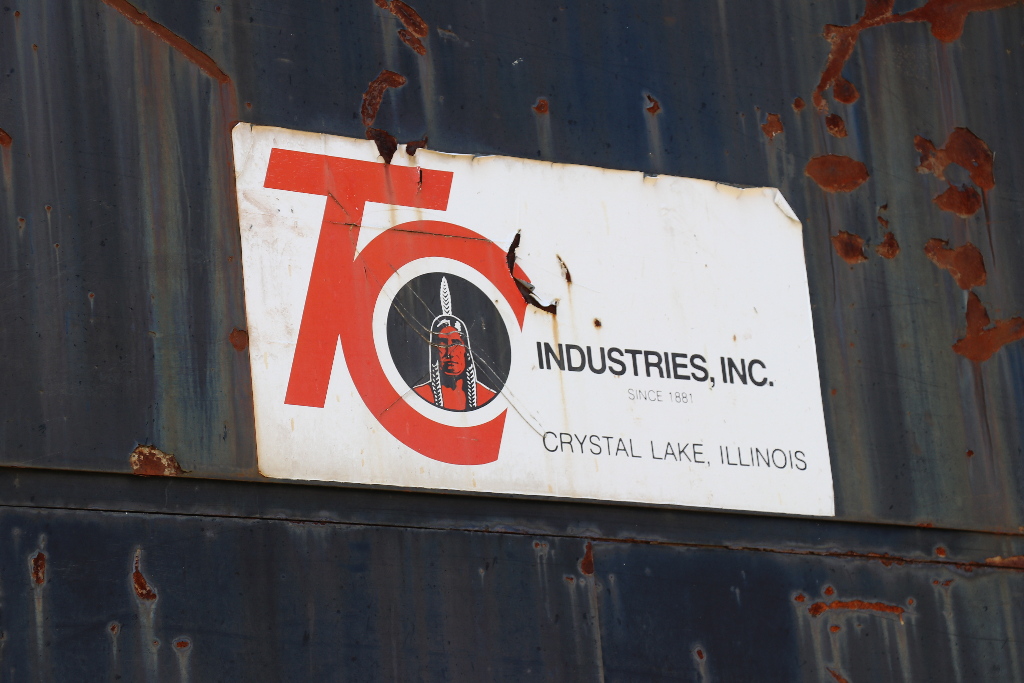 TC
INDUSTRIES, INC.
SINCE 1881
CRYSTAL LAKE, ILLINOIS